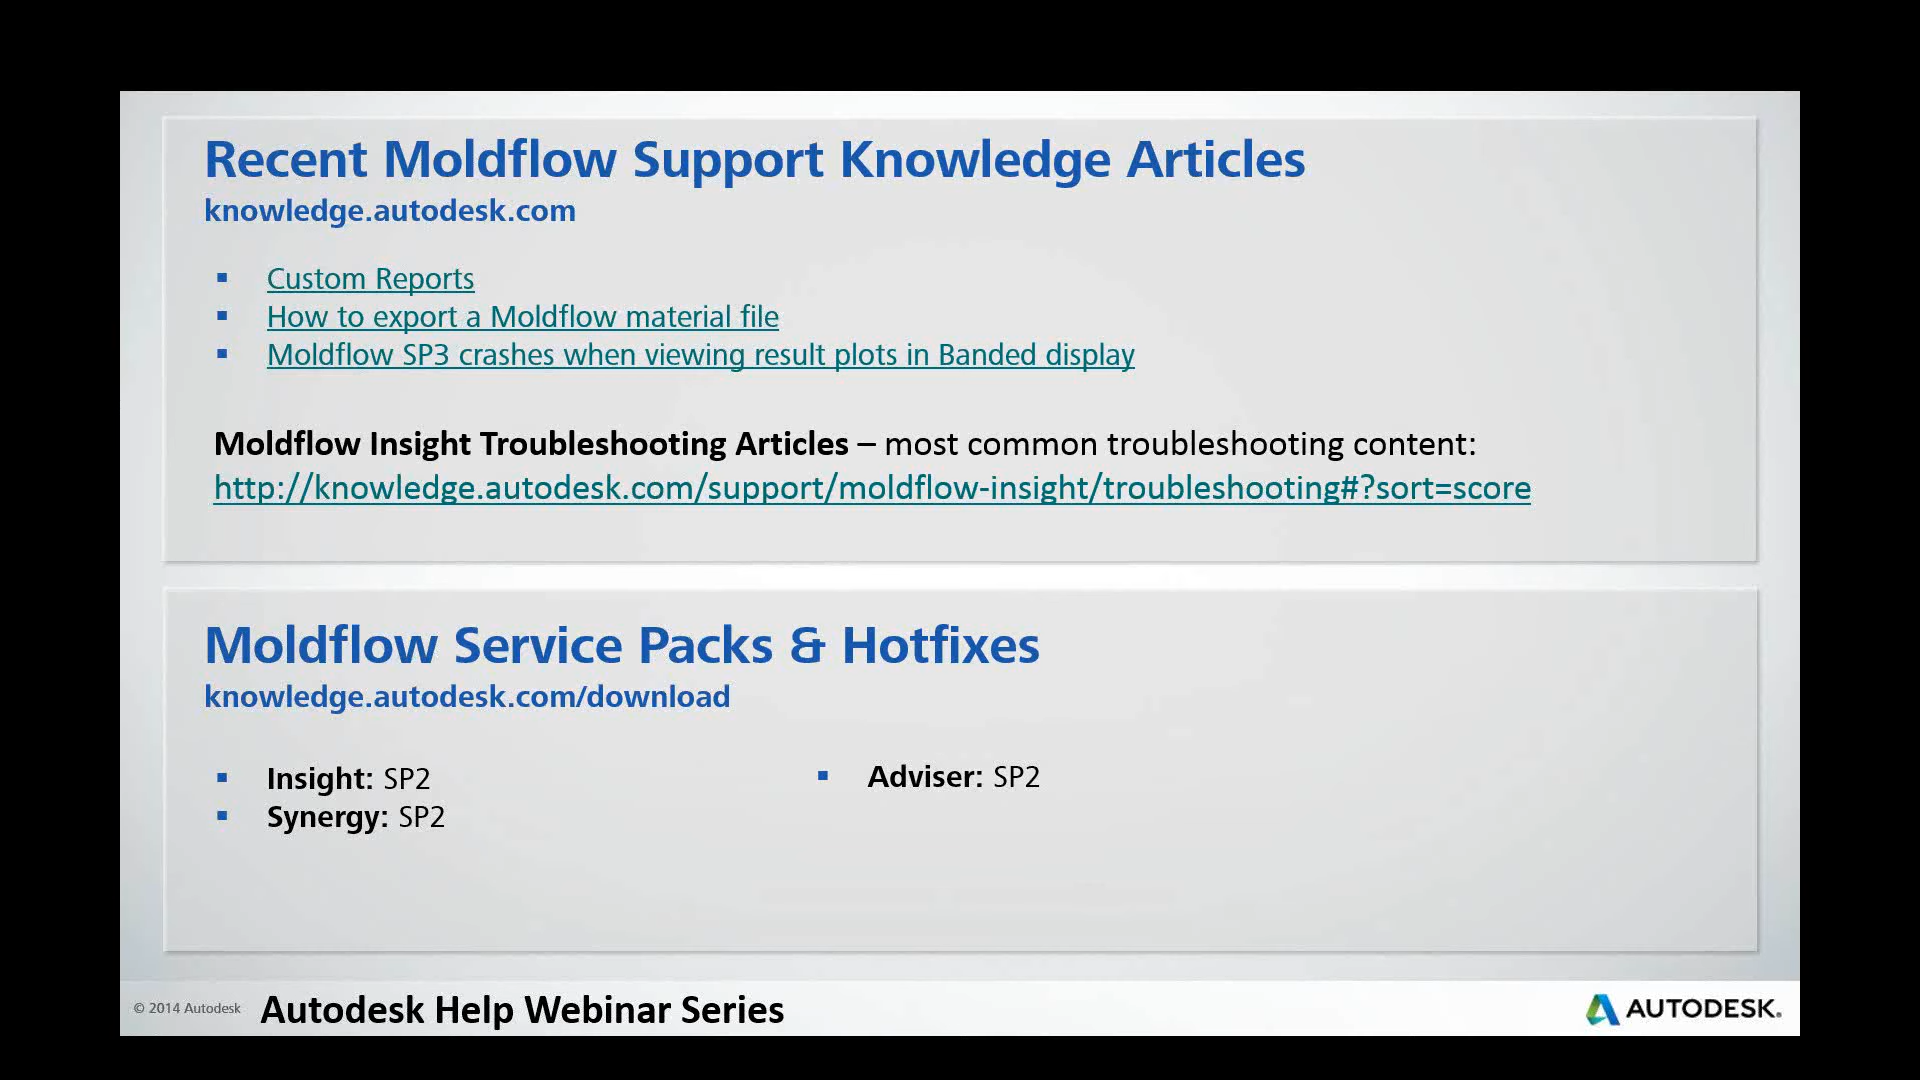 Recent Moldflow Support Knowledge Articles
knowledge.autodesk.com
▪ Custom Reports
▪ How to export a Moldflow material file
▪ Moldflow SP3 crashes when viewing result plots in Banded display
Moldflow Insight Troubleshooting Articles – most common troubleshooting content:
http://knowledge.autodesk.com/support/moldflow-insight/troubleshooting#?sort=score
Moldflow Service Packs & Hotfixes
knowledge.autodesk.com/download
▪ Insight: SP2
▪ Synergy: SP2
▪ Adviser: SP2
© 2014 Autodesk
Autodesk Help Webinar Series
AUTODESK.